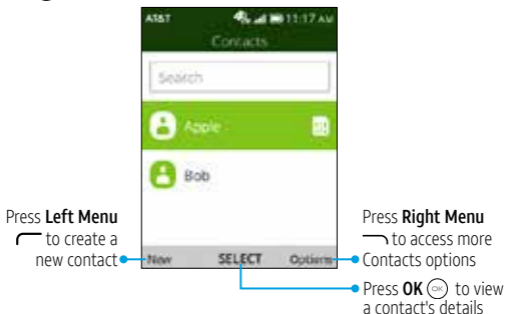 AT&T 11:17 AM
Contacts
Search
Apple
Bob
New SELECT Options
Press Left Menu
to create a
new contact
Press Right Menu
to access more
Contacts options
Press OK OK to view
a contact's details